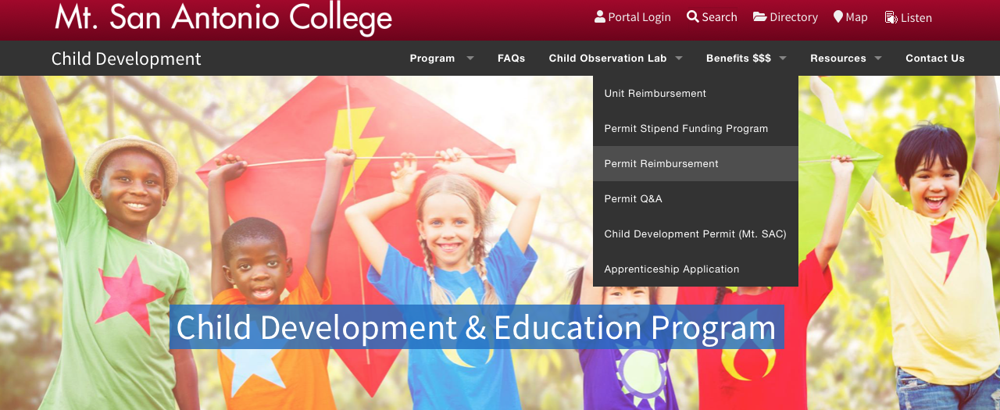 Mt. San Antonio College
Portal Login Search Directory Map Listen
Child Development
Program FAQs Child Observation Lab Benefits $$$ Resources Contact Us
Unit Reimbursement
Permit Stipend Funding Program
Permit Reimbursement
Permit Q&A
Child Development Permit (Mt. SAC)
Apprenticeship Application
Child Development & Education Program